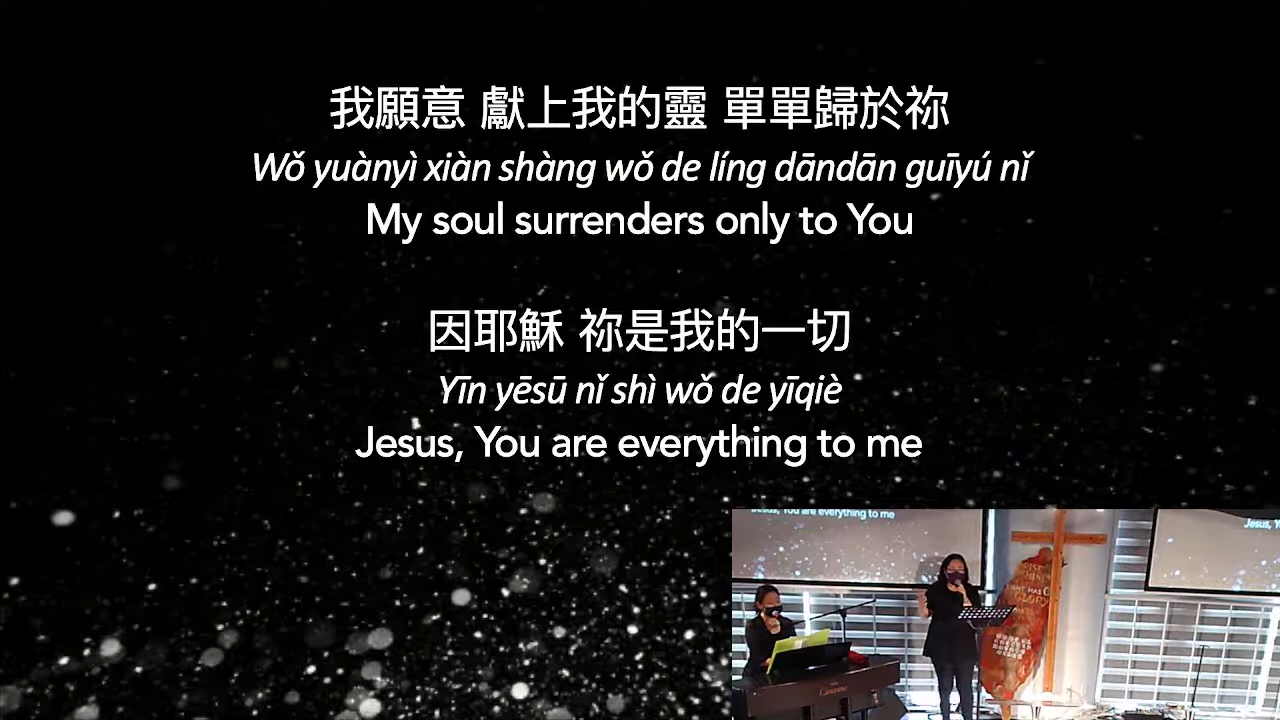 我願意 獻上我的靈 單單歸於祢
Wǒ yuànyì xiàn shàng wǒ de líng dāndān guīyú nǐ
My soul surrenders only to You
因耶穌 祢是我的一切
Yīn yēsū nǐ shì wǒ de yīqiè
Jesus, You are everything to me
Jesus, You are everything to me
Jesus, Y
GLORY